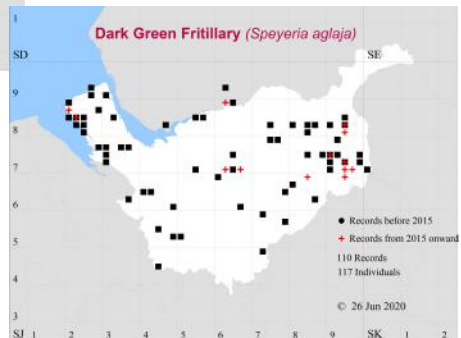 Dark Green Fritillary (Speyeria aglaja)
1
SD
SE
9
8
7
6
5
4
Records before 2015
Records from 2015 onward
110 Records
117 Individuals
© 26 Jun 2020
SJ 1 2 3 4 5 6 7 8 9 SK 1 2